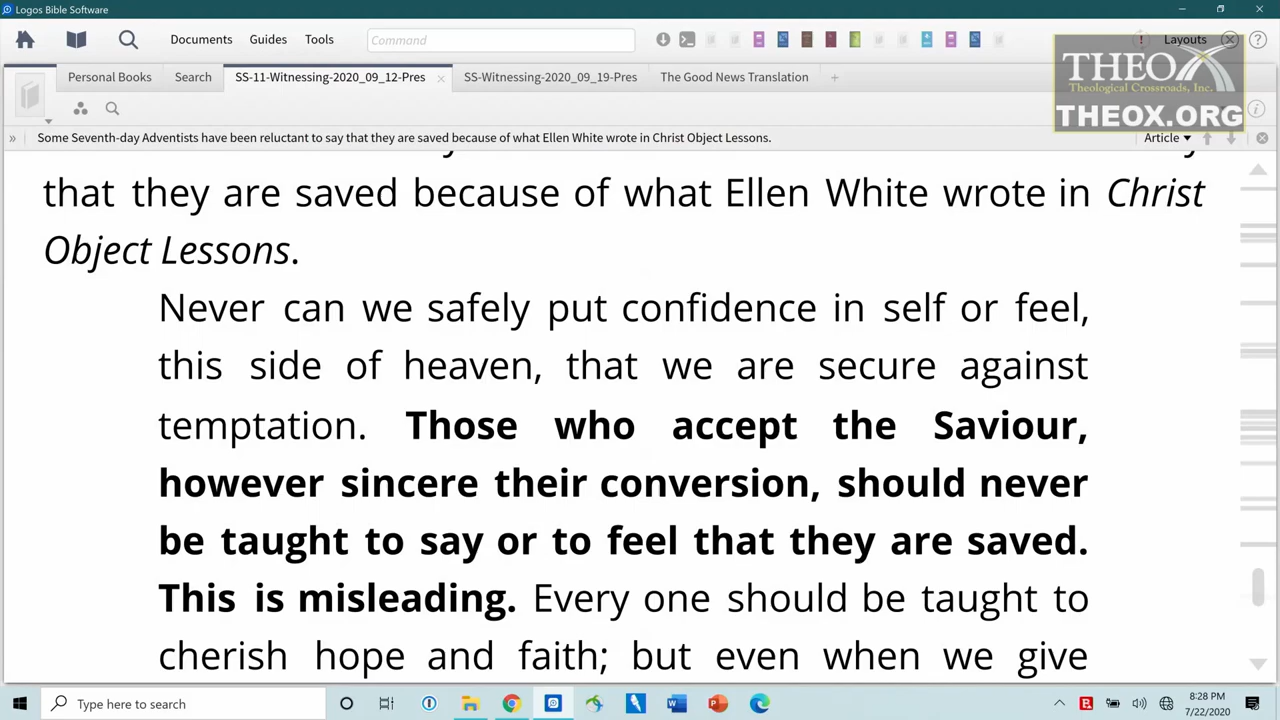 Logos Bible Software
Documents Guides Tools Command Layouts
THEOX
Theological Crossroads, Inc.
THEOX.ORG
Personal Books Search SS-11-Witnessing-2020_09_12-Pres SS-Witnessing-2020_09_19-Pres The Good News Translation
Some Seventh-day Adventists have been reluctant to say that they are saved because of what Ellen White wrote in Christ Object Lessons. Article
that they are saved because of what Ellen White wrote in Christ
Object Lessons.
Never can we safely put confidence in self or feel,
this side of heaven, that we are secure against
temptation. Those who accept the Saviour,
however sincere their conversion, should never
be taught to say or to feel that they are saved.
This is misleading. Every one should be taught to
cherish hope and faith; but even when we give
Type here to search
8:28 PM
7/22/2020